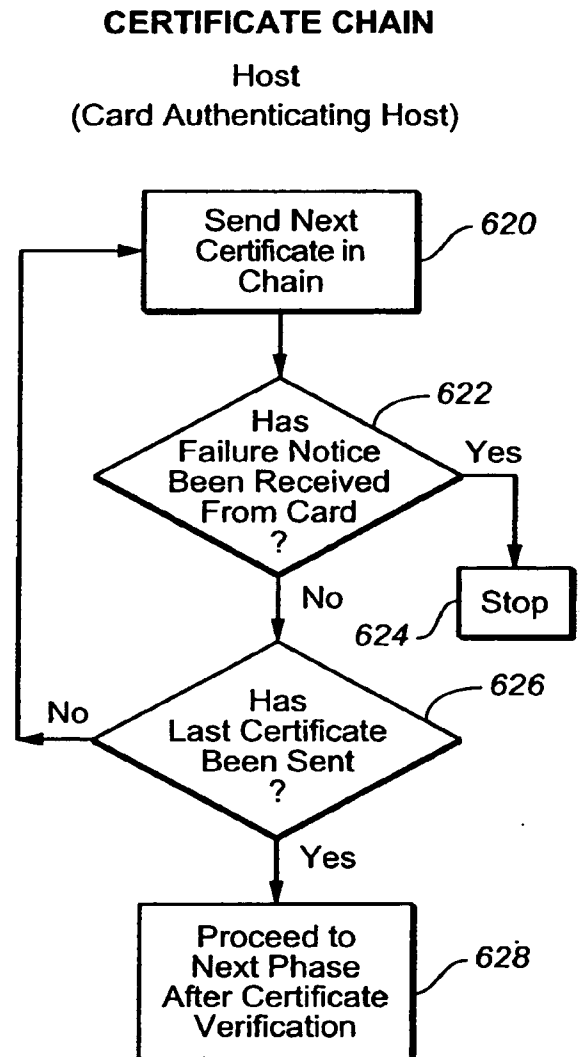 CERTIFICATE CHAIN
Host
(Card Authenticating Host)
Send Next
Certificate in
Chain
620
Has
Failure Notice
Been Received
From Card
?
622
Yes
Stop
624
No
Has
Last Certificate
Been Sent
?
626
No
Yes
Proceed to
Next Phase
After Certificate
Verification
628